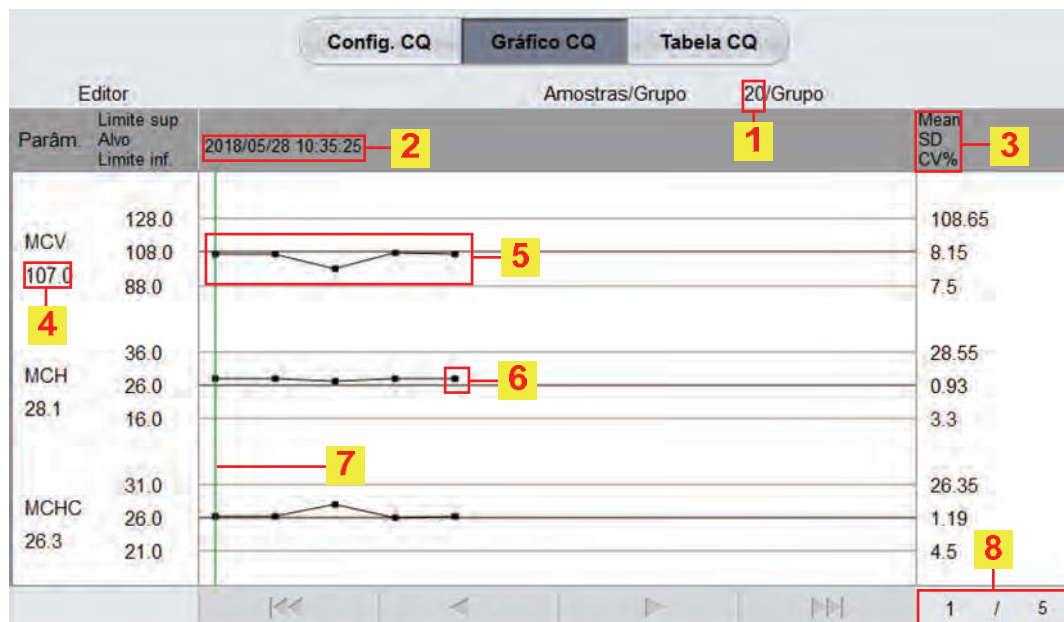 Config. CQ Gráfico CQ Tabela CQ
Editor Amostras/Grupo 20/Grupo
1
Parâm.
Limite sup
Alvo
Limite inf.
2018/05/28 10:35:25
2
Mean
SD
CV%
3
MCV
107.0
4
128.0
108.0
88.0
5
108.65
8.15
7.5
MCH
28.1
36.0
26.0
16.0
6
28.55
0.93
3.3
7
MCHC
26.3
31.0
26.0
21.0
26.35
1.19
4.5
8
1 / 5